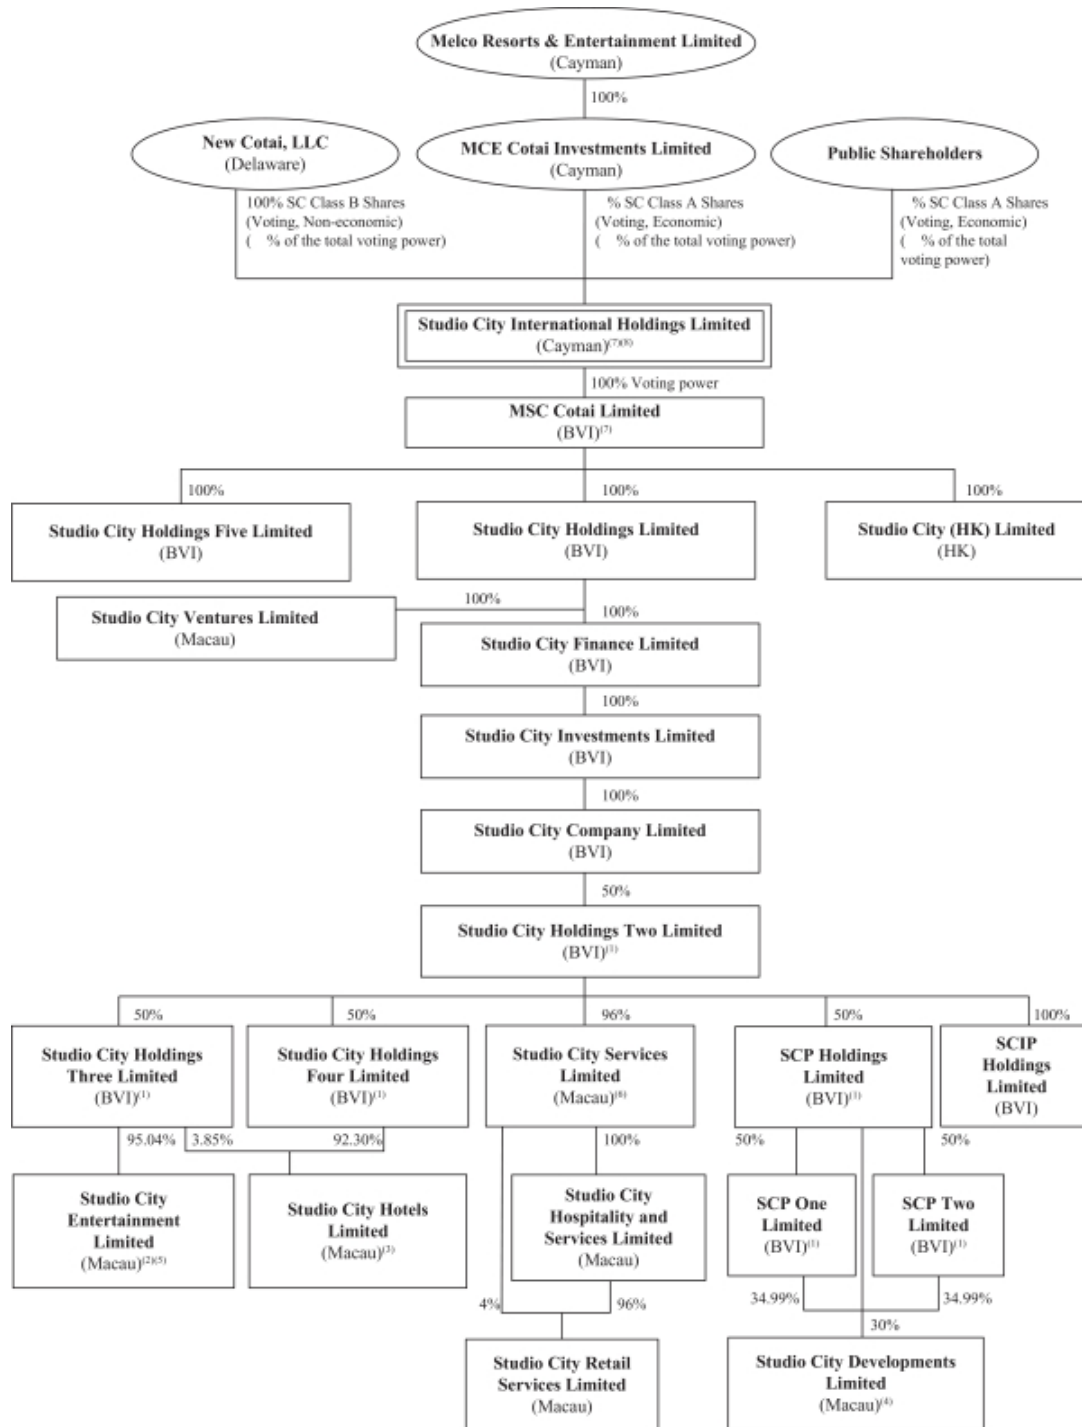 Melco Resorts & Entertainment Limited
(Cayman)
100%
New Cotai, LLC
(Delaware)
MCE Cotai Investments Limited
(Cayman)
Public Shareholders
100% SC Class B Shares
(Voting, Non-economic)
( % of the total voting power)
% SC Class A Shares
(Voting, Economic)
( % of the total voting power)
% SC Class A Shares
(Voting, Economic)
( % of the total
voting power)
Studio City International Holdings Limited
(Cayman)(7)(8)
100% Voting power
MSC Cotai Limited
(BVI)(7)
100%
100%
100%
Studio City Holdings Five Limited
(BVI)
Studio City Holdings Limited
(BVI)
Studio City (HK) Limited
(HK)
100%
100%
Studio City Ventures Limited
(Macau)
Studio City Finance Limited
(BVI)
100%
Studio City Investments Limited
(BVI)
100%
Studio City Company Limited
(BVI)
50%
Studio City Holdings Two Limited
(BVI)(1)
50%
50%
96%
50%
100%
Studio City Holdings
Three Limited
(BVI)(1)
Studio City Holdings
Four Limited
(BVI)(1)
Studio City Services
Limited
(Macau)(6)
SCP Holdings
Limited
(BVI)(1)
SCIP
Holdings
Limited
(BVI)
95.04%
3.85%
92.30%
100%
50%
50%
Studio City
Entertainment
Limited
(Macau)(2)(5)
Studio City Hotels
Limited
(Macau)(3)
Studio City
Hospitality and
Services Limited
(Macau)
SCP One
Limited
(BVI)(1)
SCP Two
Limited
(BVI)(1)
4%
96%
34.99%
34.99%
30%
Studio City Retail
Services Limited
(Macau)
Studio City Developments
Limited
(Macau)(4)